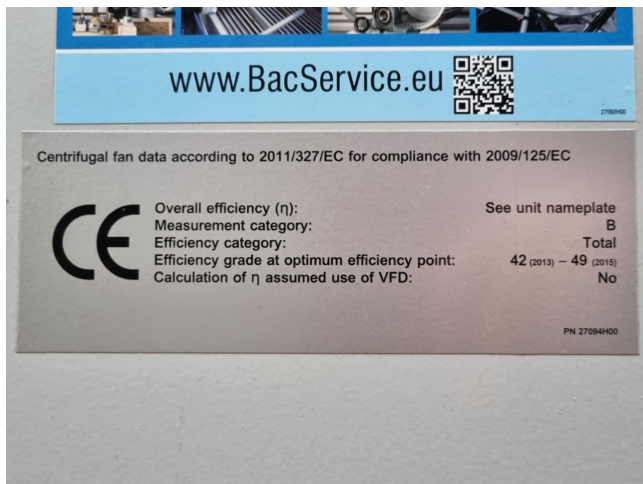 www.BacService.eu
27092H00
Centrifugal fan data according to 2011/327/EC for compliance with 2009/125/EC
CE
Overall efficiency (η): See unit nameplate
Measurement category: B
Efficiency category: Total
Efficiency grade at optimum efficiency point: 42 (2013) – 49 (2015)
Calculation of η assumed use of VFD: No
PN 27094H00